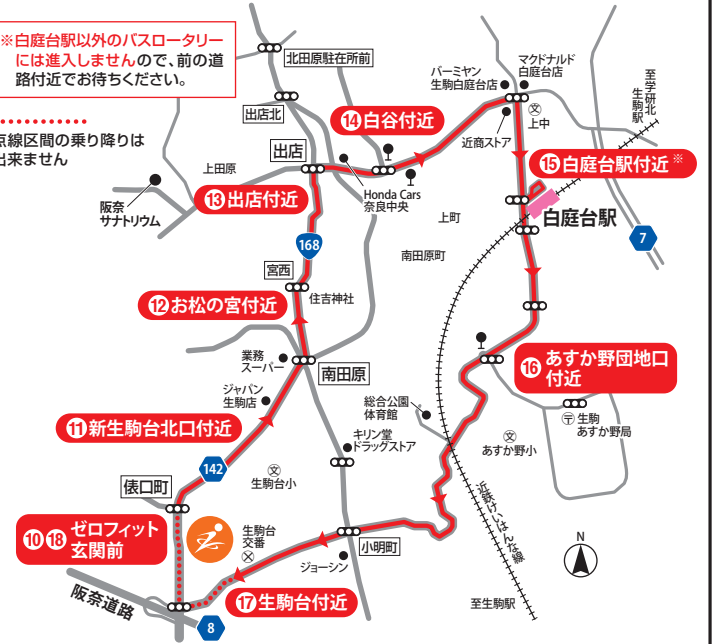 ※白庭台駅以外のバスロータリー
には進入しませんので、前の道
路付近でお待ちください。
点線区間の乗り降りは
出来ません
北田原駐在所前
出店北
出店
上田原
阪奈
サナトリウム
⑬出店付近
⑭白谷付近
Honda Cars
奈良中央
バーミヤン
生駒白庭台店
マクドナルド
白庭台店
文
上中
近商ストア
至学研北
生駒駅
⑮白庭台駅付近※
白庭台駅
7
上町
南田原町
168
宮西
住吉神社
⑫お松の宮付近
業務
スーパー
南田原
ジャパン
生駒店
⑪新生駒台北口付近
142
総合公園
体育館
キリン堂
ドラッグストア
⑯あすか野団地口
付近
〒
生駒
あすか野局
文
あすか野小
文
生駒台小
俵口町
⑩⑱ゼロフィット
玄関前
生駒台
交番
小明町
ジョーシン
⑰生駒台付近
阪奈道路
8
近鉄けいはんな線
至生駒駅
N